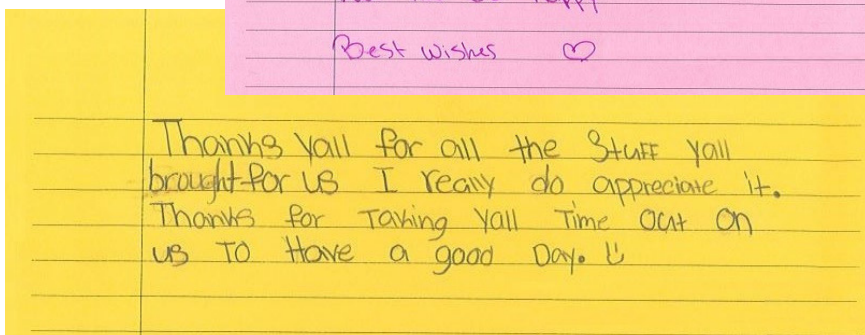 Best wishes ♡
Thanks yall for all the Stuff yall
brought for us I really do appreciate it.
Thanks for Taking yall Time Out on
us To Have a good Day. ツ